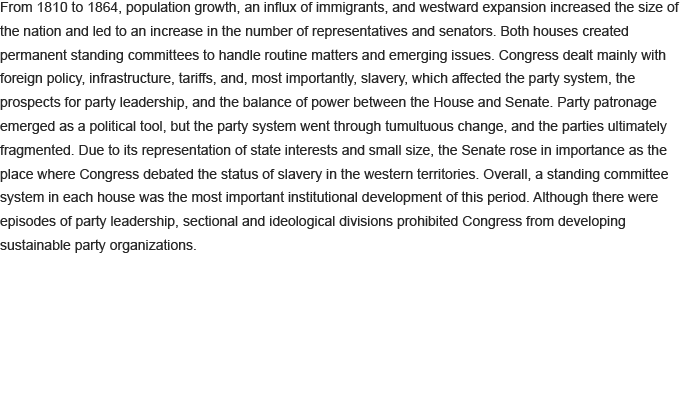 From 1810 to 1864, population growth, an influx of immigrants, and westward expansion increased the size of
the nation and led to an increase in the number of representatives and senators. Both houses created
permanent standing committees to handle routine matters and emerging issues. Congress dealt mainly with
foreign policy, infrastructure, tariffs, and, most importantly, slavery, which affected the party system, the
prospects for party leadership, and the balance of power between the House and Senate. Party patronage
emerged as a political tool, but the party system went through tumultuous change, and the parties ultimately
fragmented. Due to its representation of state interests and small size, the Senate rose in importance as the
place where Congress debated the status of slavery in the western territories. Overall, a standing committee
system in each house was the most important institutional development of this period. Although there were
episodes of party leadership, sectional and ideological divisions prohibited Congress from developing
sustainable party organizations.